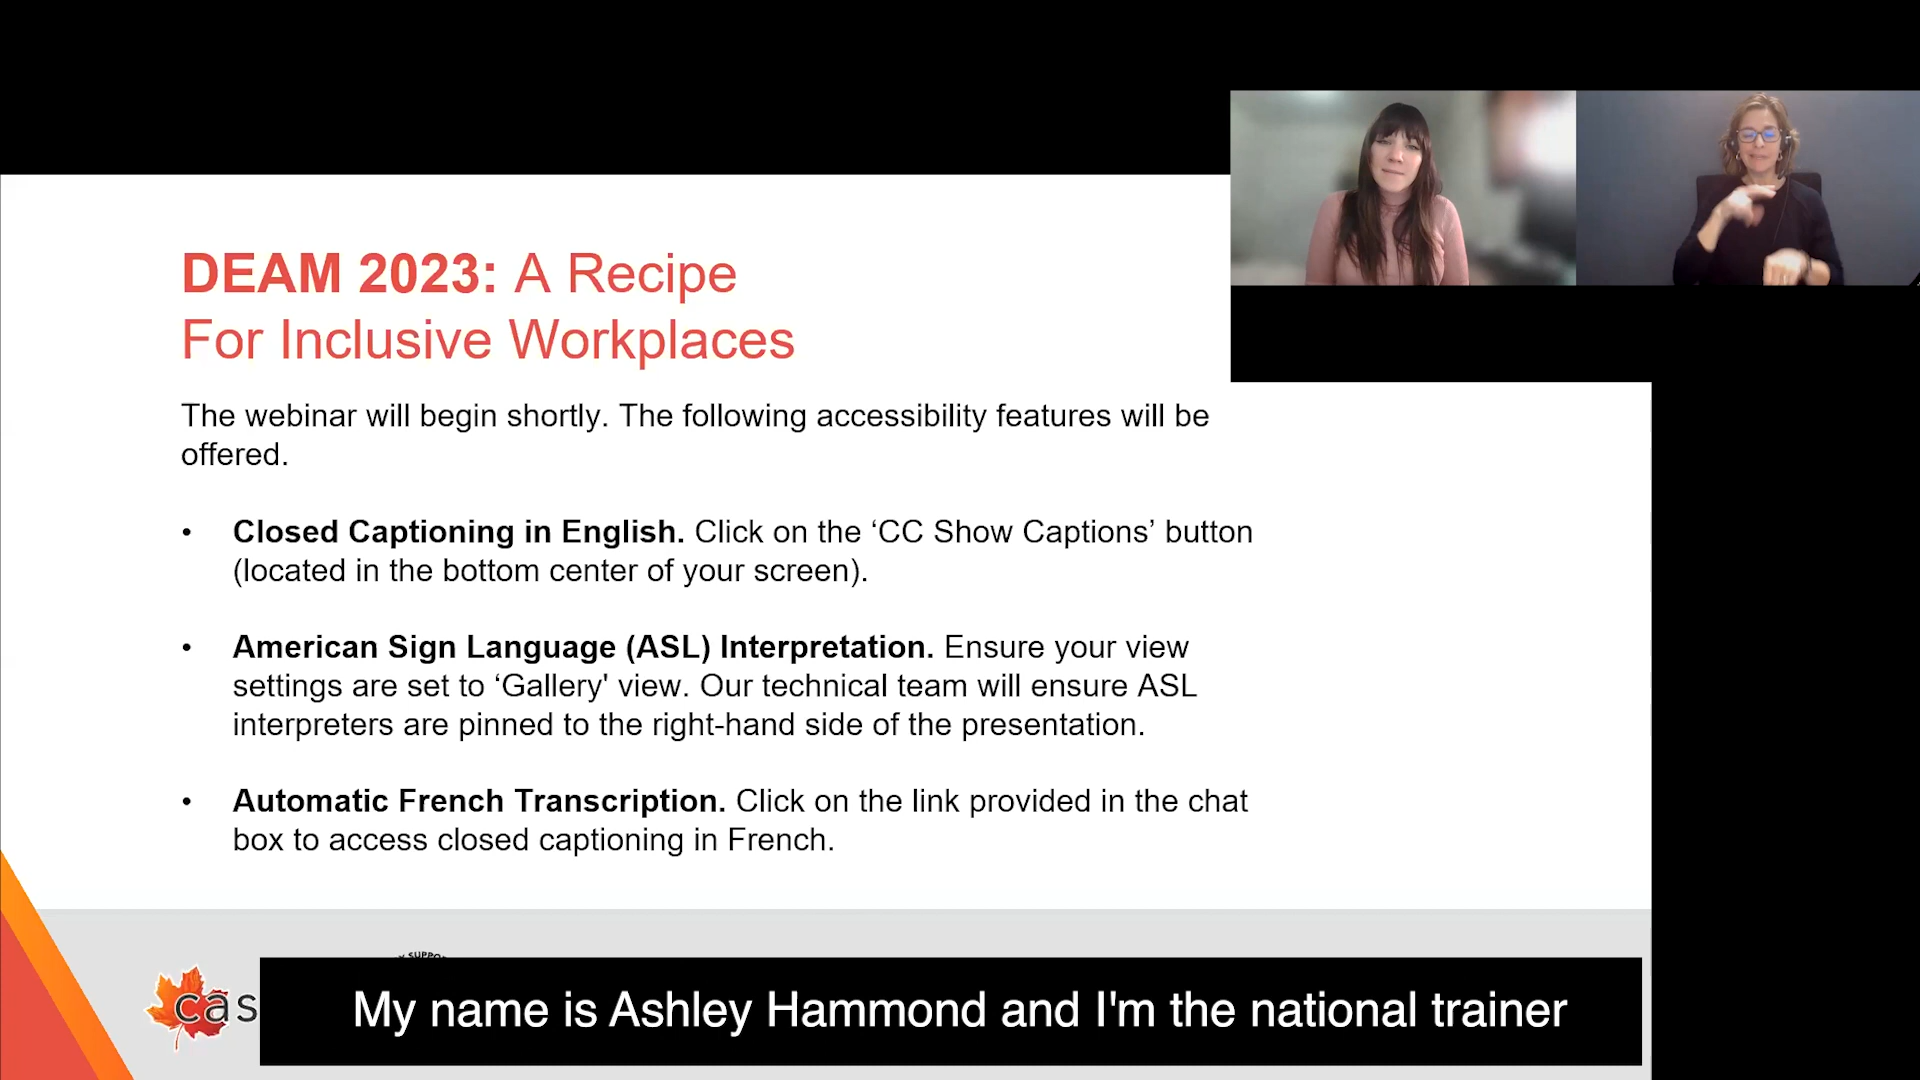 DEAM 2023: A Recipe
For Inclusive Workplaces
The webinar will begin shortly. The following accessibility features will be
offered.
• Closed Captioning in English. Click on the ‘CC Show Captions’ button
(located in the bottom center of your screen).
• American Sign Language (ASL) Interpretation. Ensure your view
settings are set to ‘Gallery' view. Our technical team will ensure ASL
interpreters are pinned to the right-hand side of the presentation.
• Automatic French Transcription. Click on the link provided in the chat
box to access closed captioning in French.
cas
My name is Ashley Hammond and I'm the national trainer